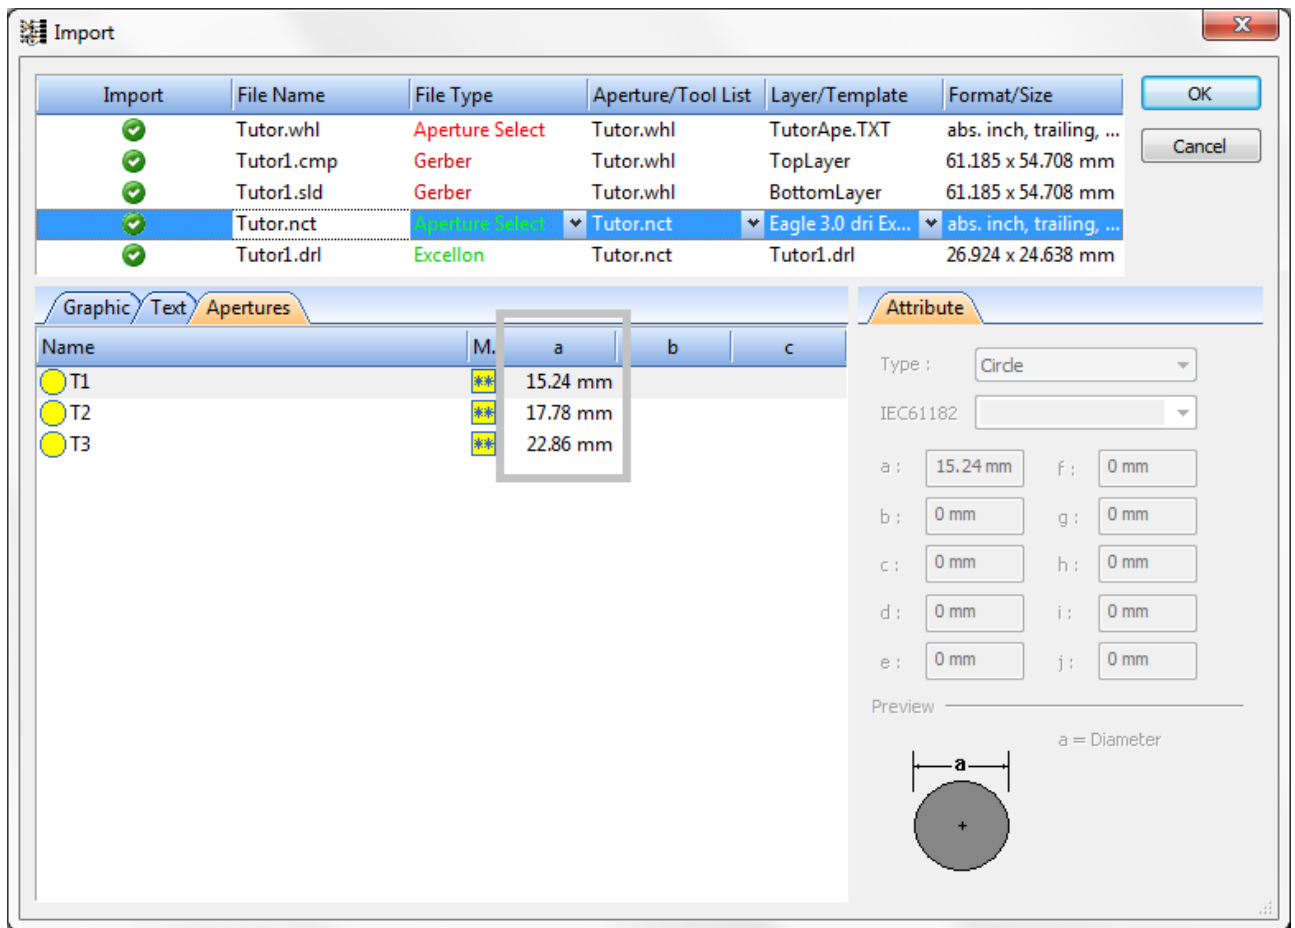 Import
Import File Name File Type Aperture/Tool List Layer/Template Format/Size
Tutor.whl Aperture Select Tutor.whl TutorApe.TXT abs. inch, trailing, ...
Tutor1.cmp Gerber Tutor.whl TopLayer 61.185 x 54.708 mm
Tutor1.sld Gerber Tutor.whl BottomLayer 61.185 x 54.708 mm
Tutor.nct Aperture Select Tutor.nct Eagle 3.0 dri Ex... abs. inch, trailing, ...
Tutor1.drl Excellon Tutor.nct Tutor1.drl 26.924 x 24.638 mm
OK
Cancel
Graphic Text Apertures
Name M. a b c
T1 ** 15.24 mm
T2 ** 17.78 mm
T3 ** 22.86 mm
Attribute
Type : Circle
IEC61182
a : 15.24 mm f : 0 mm
b : 0 mm g : 0 mm
c : 0 mm h : 0 mm
d : 0 mm i : 0 mm
e : 0 mm j : 0 mm
Preview
a = Diameter
a